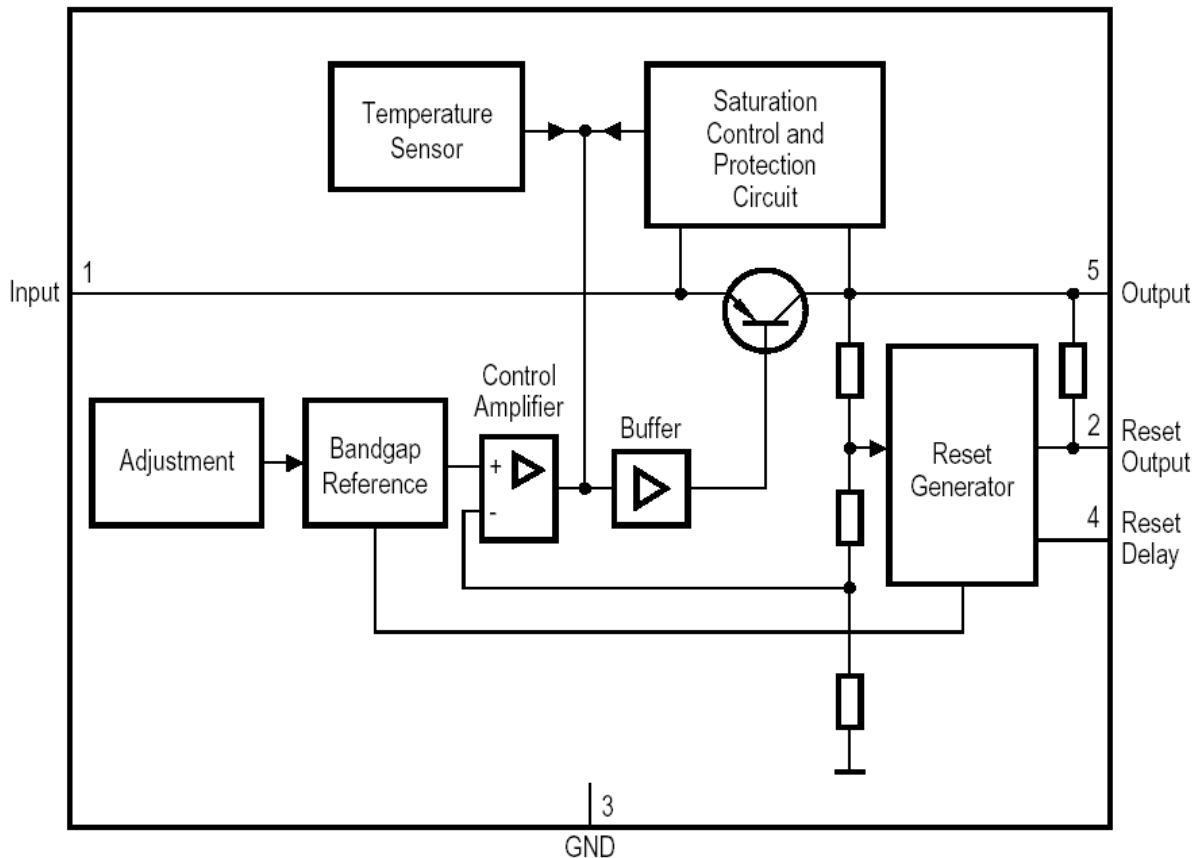 Temperature
Sensor
Saturation
Control and
Protection
Circuit
Input
1
5
Output
Adjustment
Bandgap
Reference
Control
Amplifier
+
-
Buffer
Reset
Generator
2
Reset
Output
4
Reset
Delay
3
GND